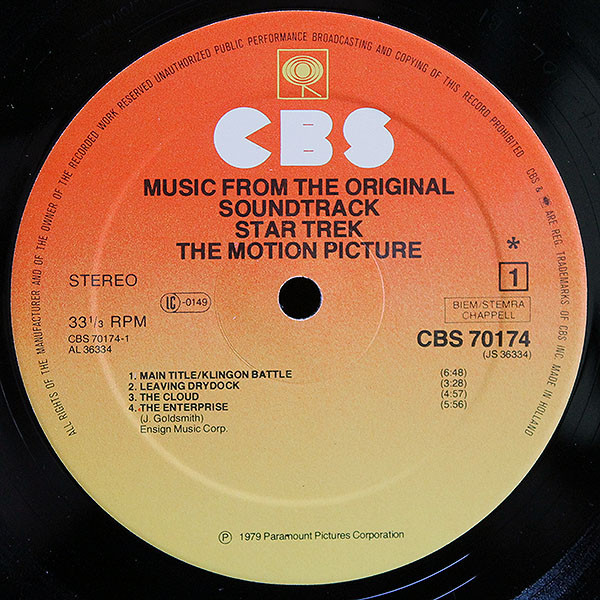 ALL RIGHTS OF THE MANUFACTURER AND OF THE OWNER OF THE RECORDED WORK RESERVED UNAUTHORIZED PUBLIC PERFORMANCE BROADCASTING AND COPYING OF THIS RECORD PROHIBITED
CBS & ARE REG. TRADEMARKS OF CBS INC. MADE IN HOLLAND
CBS
MUSIC FROM THE ORIGINAL
SOUNDTRACK
STAR TREK
THE MOTION PICTURE
STEREO
LC -0149
33 1/3 RPM
CBS 70174-1
AL 36334
*
1
BIEM/STEMRA
CHAPPELL
CBS 70174
(JS 36334)
1. MAIN TITLE/KLINGON BATTLE (6:48)
2. LEAVING DRYDOCK (3:28)
3. THE CLOUD (4:57)
4. THE ENTERPRISE (5:56)
(J. Goldsmith)
Ensign Music Corp.
℗ 1979 Paramount Pictures Corporation